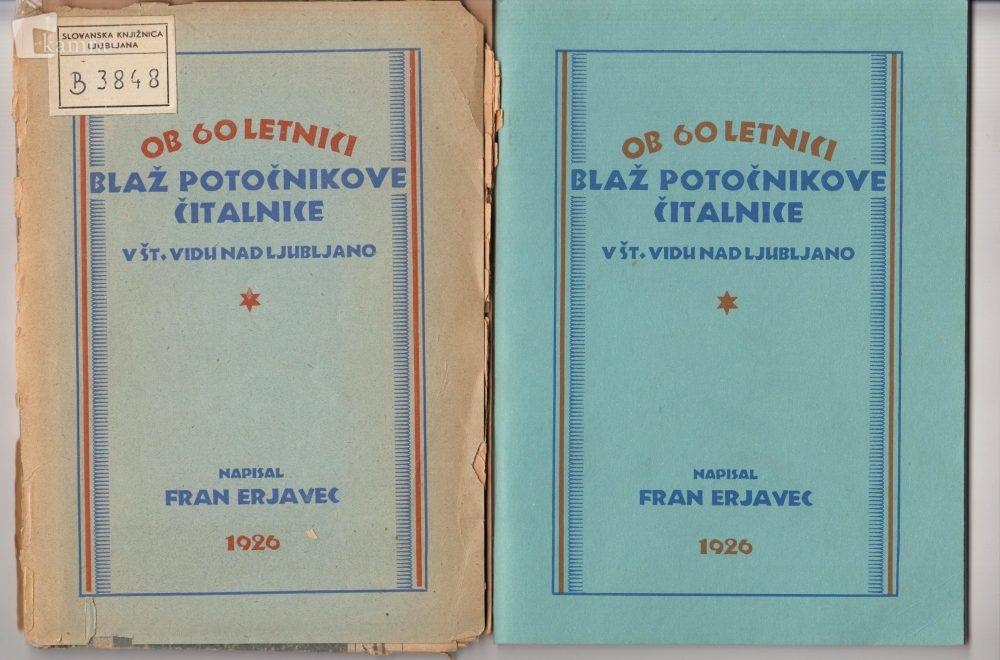 SLOVANSKA KNJIŽNICA
LJUBLJANA
B 3848
OB 60 LETNICI
BLAŽ POTOČNIKOVE
ČITALNICE
V ŠT. VIDU NAD LJUBLJANO
NAPISAL
FRAN ERJAVEC
1926
OB 60 LETNICI
BLAŽ POTOČNIKOVE
ČITALNICE
V ŠT. VIDU NAD LJUBLJANO
NAPISAL
FRAN ERJAVEC
1926